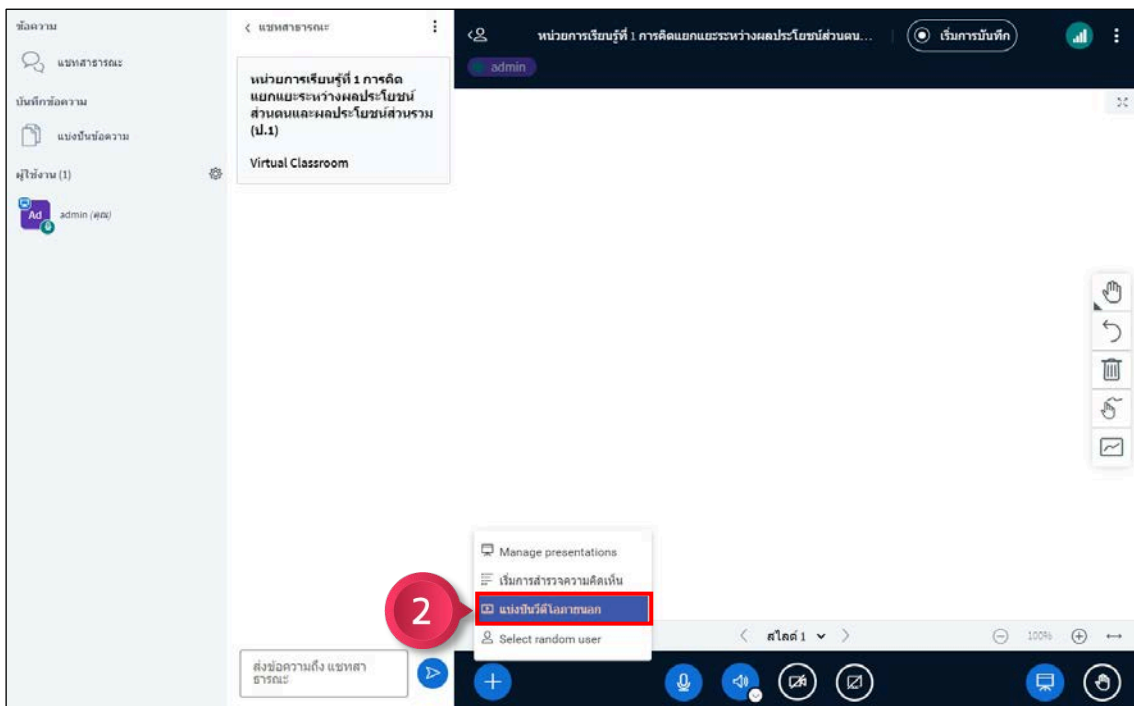 ข้อความ
แชทสาธารณะ
บันทึกข้อความ
แบ่งปันข้อความ
ผู้ใช้งาน (1)
Ad
admin (คุณ)
แชทสาธารณะ
หน่วยการเรียนรู้ที่ 1 การคิด
แยกแยะระหว่างผลประโยชน์
ส่วนตนและผลประโยชน์ส่วนรวม
(ป.1)
Virtual Classroom
ส่งข้อความถึง แชทสา
ธารณะ
หน่วยการเรียนรู้ที่ 1 การคิดแยกแยะระหว่างผลประโยชน์ส่วนตน...
เริ่มการบันทึก
admin
Manage presentations
เริ่มการสำรวจความคิดเห็น
2
แบ่งปันวีดีโอภายนอก
Select random user
สไลด์ 1
100%